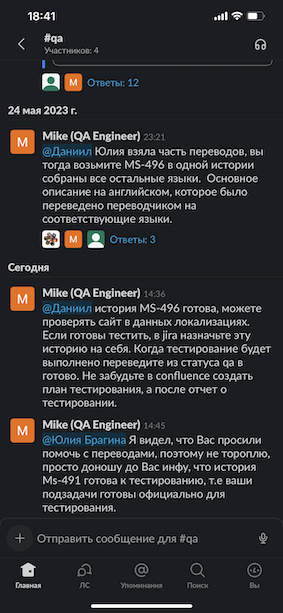 18:41
#qa
Участников: 4
M
Ответы: 12
24 мая 2023 г.
M
Mike (QA Engineer) 23:21
@Даниил Юлия взяла часть переводов, вы
тогда возьмите MS-496 в одной истории
собраны все остальные языки. Основное
описание на английском, которое было
переведено переводчиком на
соответствующие языки.
M
Ответы: 3
Сегодня
M
Mike (QA Engineer) 14:36
@Даниил история MS-496 готова, можете
проверять сайт в данных локализациях.
Если готовы тестить, в jira назначьте эту
историю на себя. Когда тестирование будет
выполнено переведите из статуса qa в
готово. Не забудьте в confluence создать
план тестирования, а после отчет о
тестировании.
M
Mike (QA Engineer) 14:45
@Юлия Брагина Я видел, что Вас просили
помочь с переводами, поэтому не тороплю,
просто доношу до Вас инфу, что история
Ms-491 готова к тестированию, т.е ваши
подзадачи готовы официально для
тестирования.
Отправить сообщение для #qa
Главная
ЛС
Упоминания
Поиск
Вы